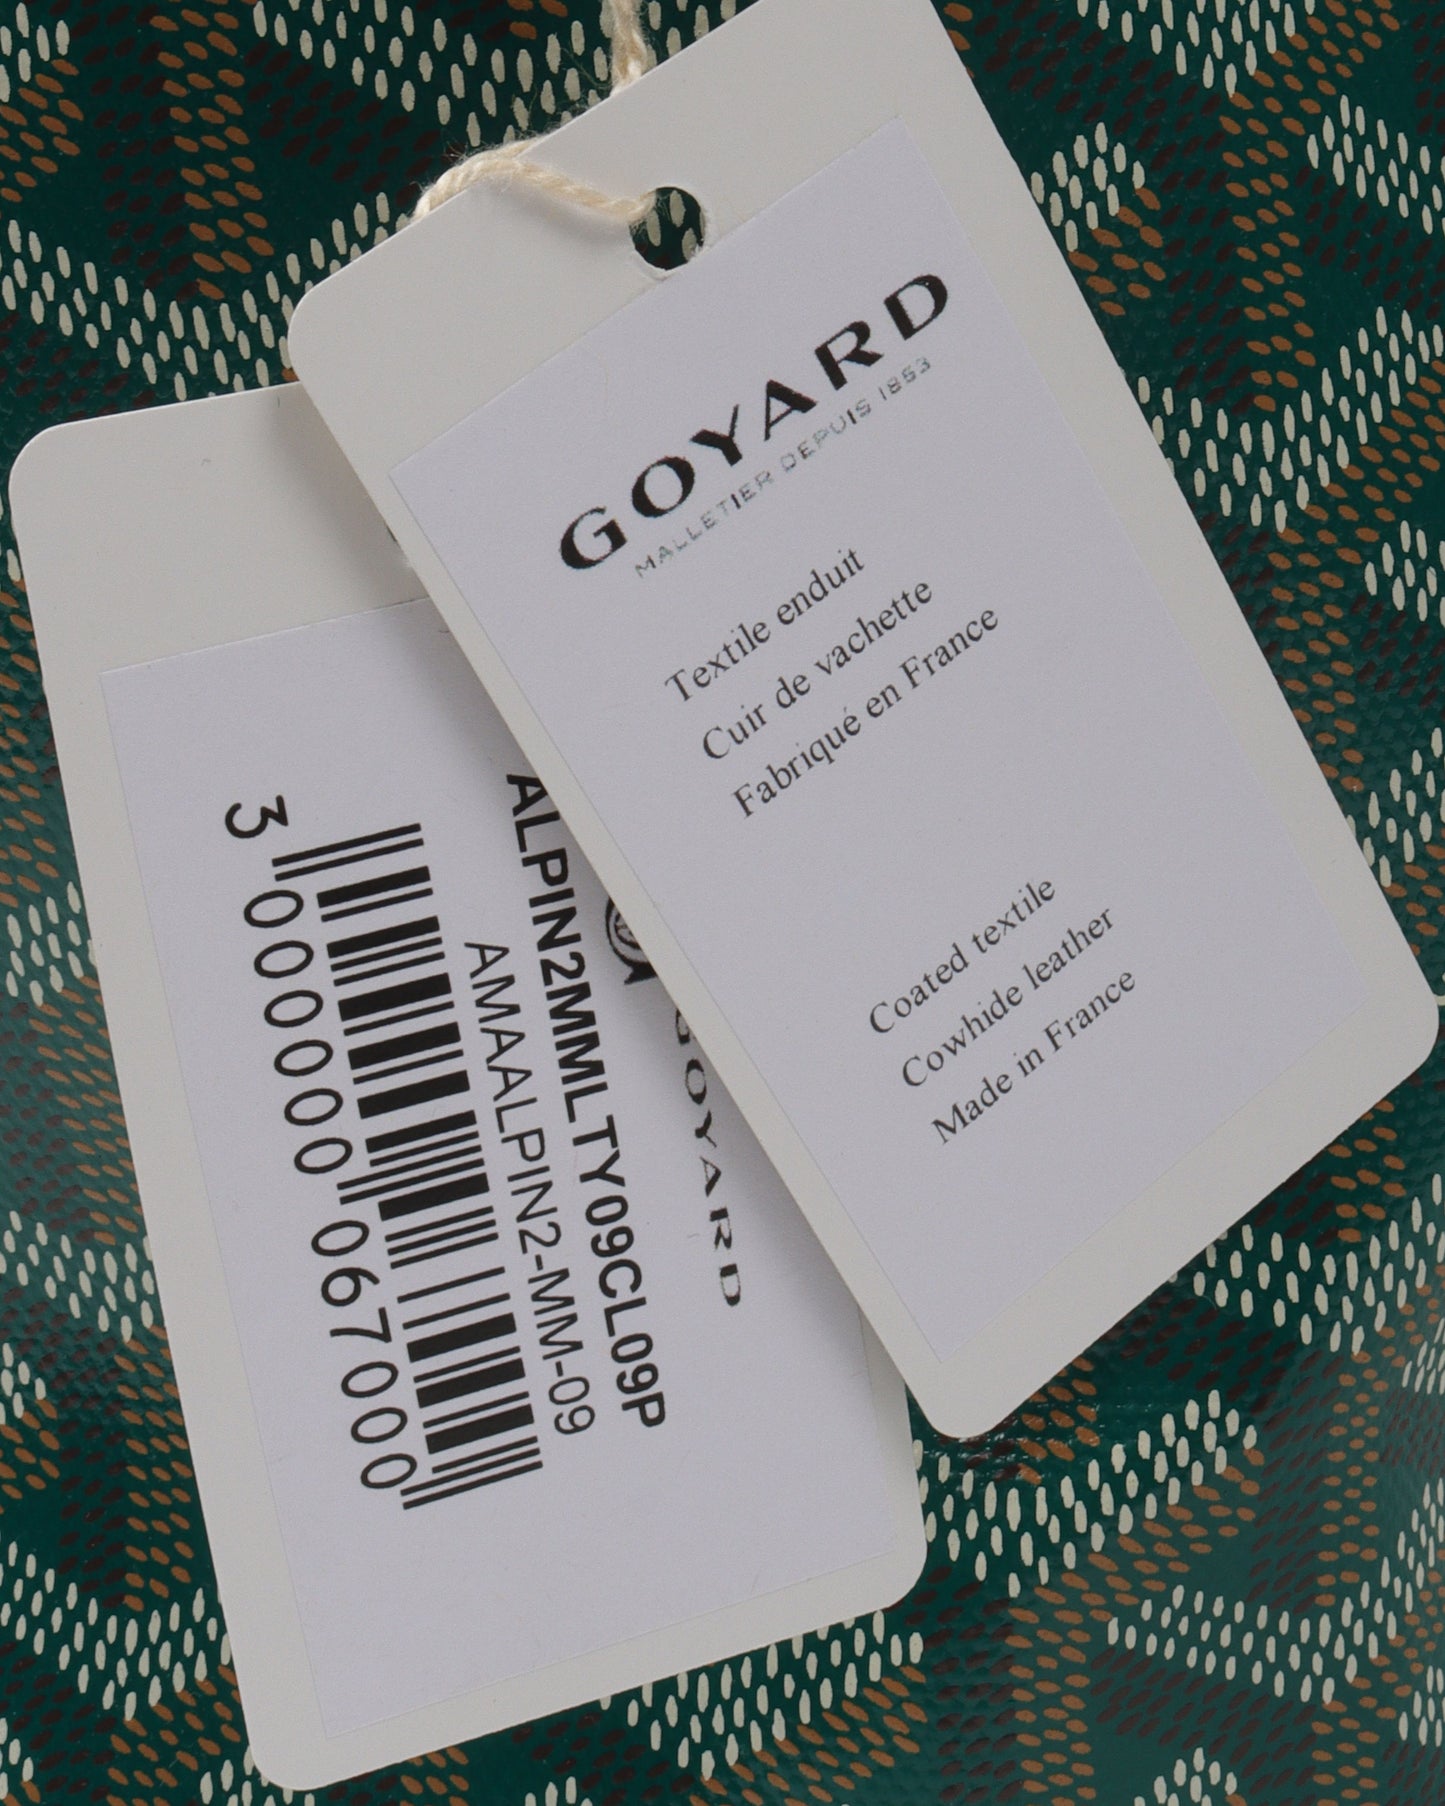 GOYARD
MALLETIER DEPUIS 1853
Textile enduit
Cuir de vachette
Fabriqué en France
Coated textile
Cowhide leather
Made in France
GOYARD
ALPIN2MMLTY09CL09P
AMAALPIN2-MM-09
3 000000 067000